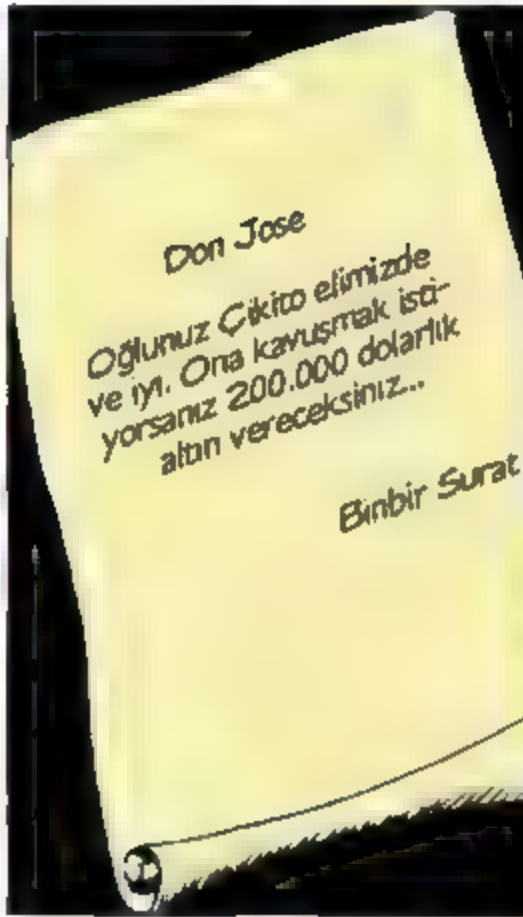 Don Jose
Oğlunuz Çikito elimizde
ve iyi. Ona kavuşmak isti-
yorsanız 200.000 dolarlık
altın vereceksiniz...
Binbir Surat